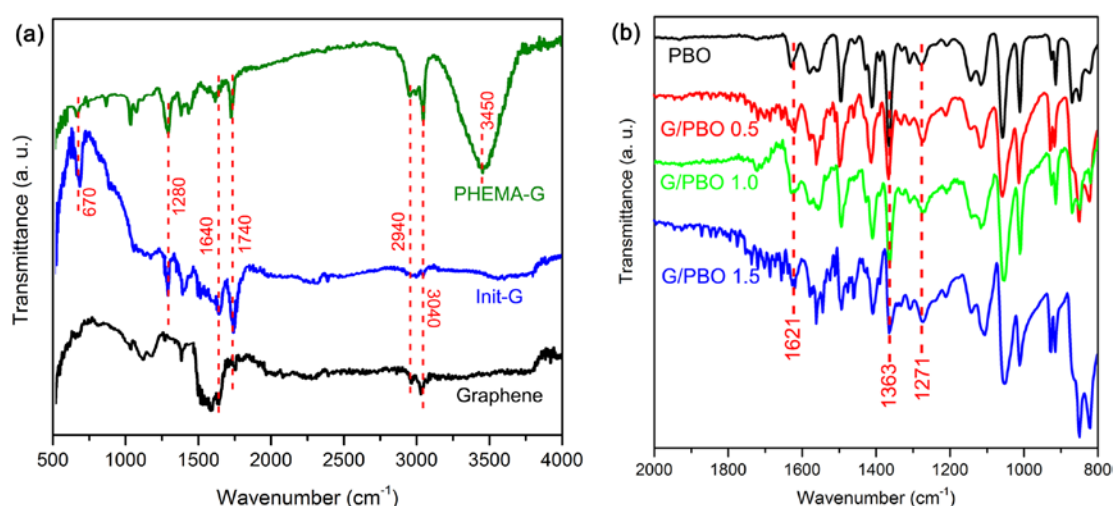 (a)
3450
PHEMA-G
670
1280
1640
1740
2940
3040
Init-G
Graphene
Transmittance (a. u.)
500 1000 1500 2000 2500 3000 3500 4000
Wavenumber (cm⁻¹)
(b)
PBO
G/PBO 0.5
G/PBO 1.0
G/PBO 1.5
1621
1363
1271
Transmittance (a. u.)
2000 1800 1600 1400 1200 1000 800
Wavenumber (cm⁻¹)